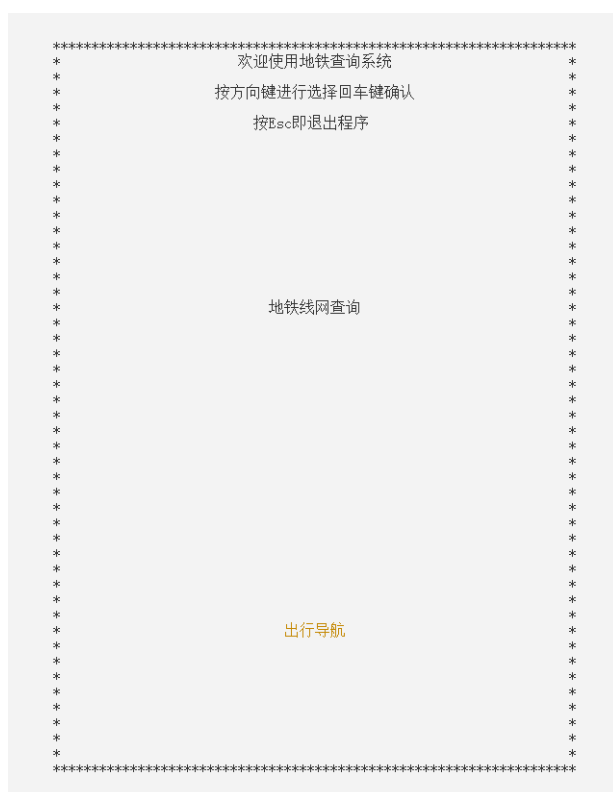 欢迎使用地铁查询系统
按方向键进行选择回车键确认
按Esc即退出程序
地铁线网查询
出行导航